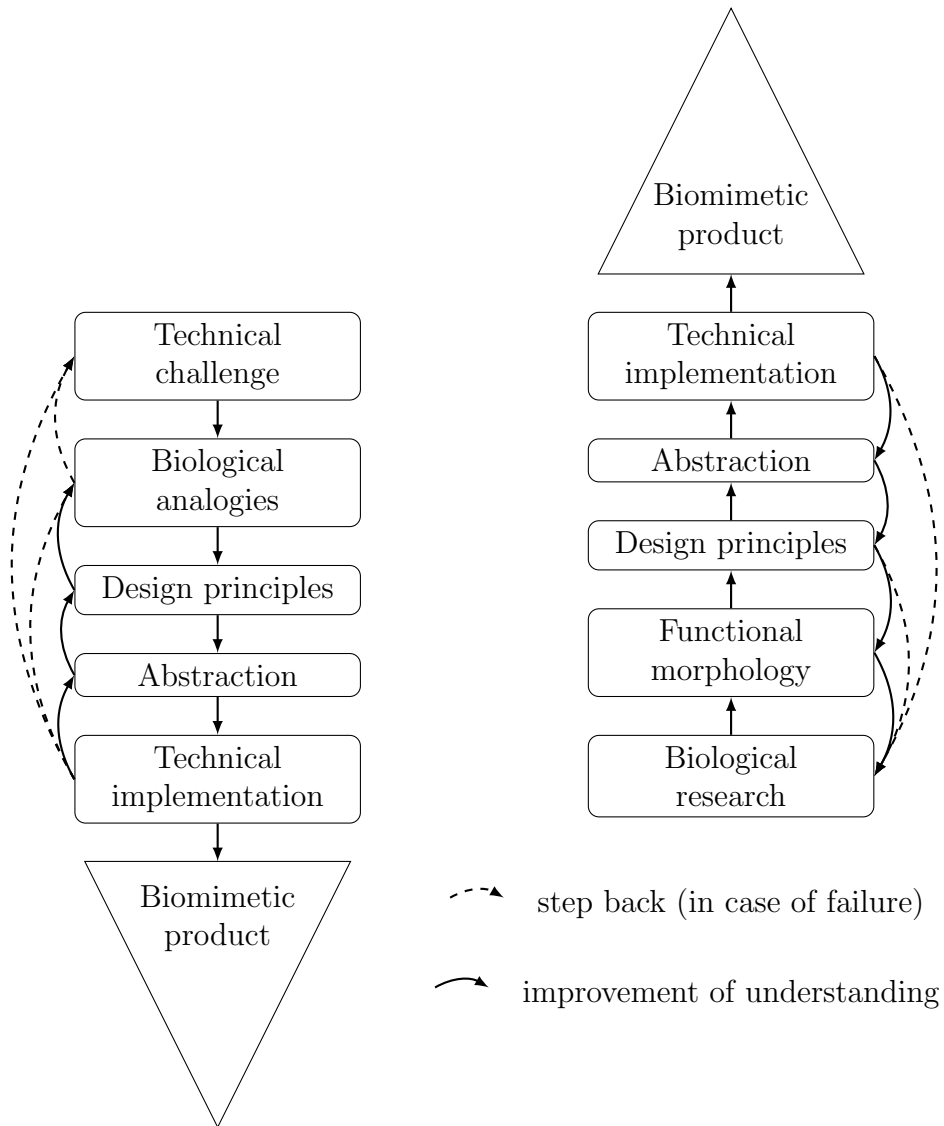 Technical
challenge
Biological
analogies
Design principles
Abstraction
Technical
implementation
Biomimetic
product
Biomimetic
product
Technical
implementation
Abstraction
Design principles
Functional
morphology
Biological
research
step back (in case of failure)
improvement of understanding